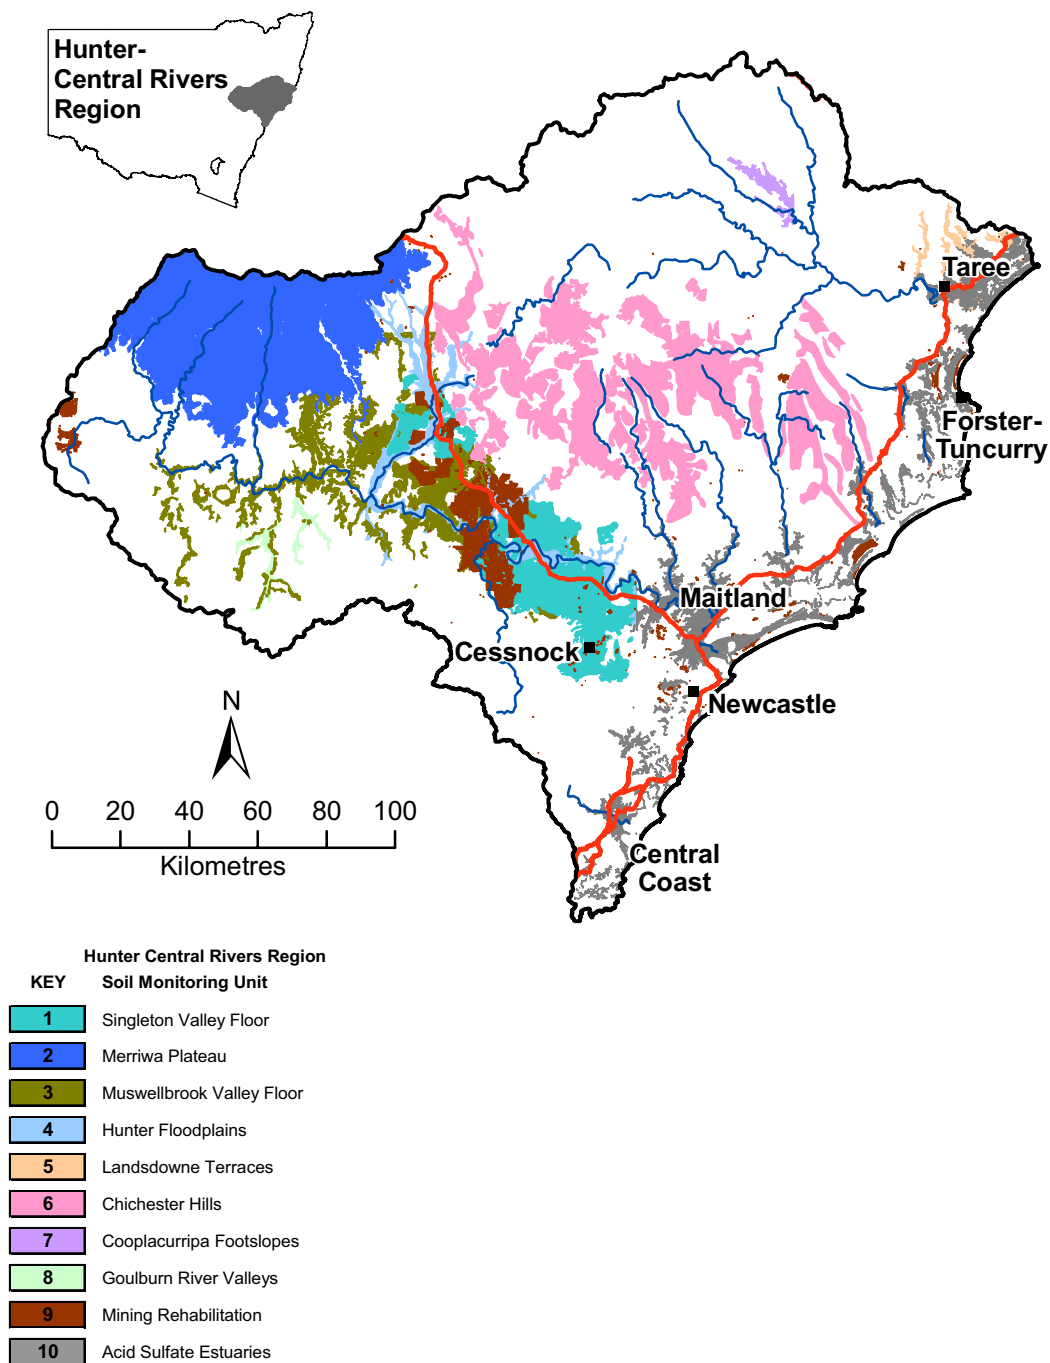 Hunter-
Central Rivers
Region
Taree
Forster-
Tuncurry
Maitland
Cessnock
Newcastle
N
0 20 40 60 80 100
Kilometres
Central
Coast
Hunter Central Rivers Region
KEY Soil Monitoring Unit
1 Singleton Valley Floor
2 Merriwa Plateau
3 Muswellbrook Valley Floor
4 Hunter Floodplains
5 Landsdowne Terraces
6 Chichester Hills
7 Cooplacurripa Footslopes
8 Goulburn River Valleys
9 Mining Rehabilitation
10 Acid Sulfate Estuaries